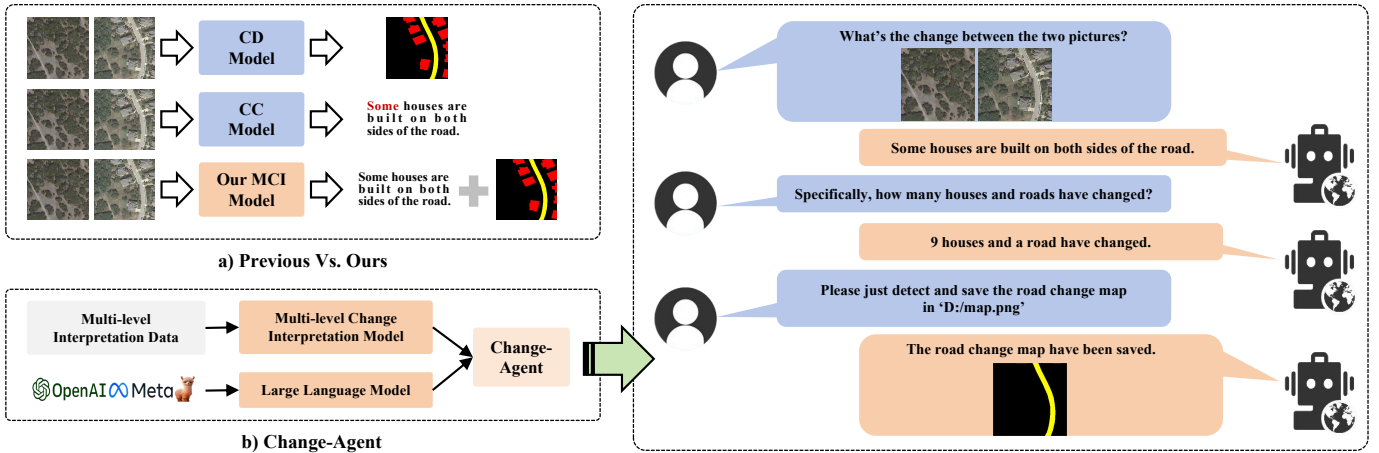 CD
Model
CC
Model
Some houses are
built on both
sides of the road.
Our MCI
Model
Some houses are
built on both
sides of the road.
a) Previous Vs. Ours
Multi-level
Interpretation Data
Multi-level Change
Interpretation Model
OpenAI Meta
Large Language Model
Change-
Agent
b) Change-Agent
What's the change between the two pictures?
Some houses are built on both sides of the road.
Specifically, how many houses and roads have changed?
9 houses and a road have changed.
Please just detect and save the road change map
in ‘D:/map.png’
The road change map have been saved.